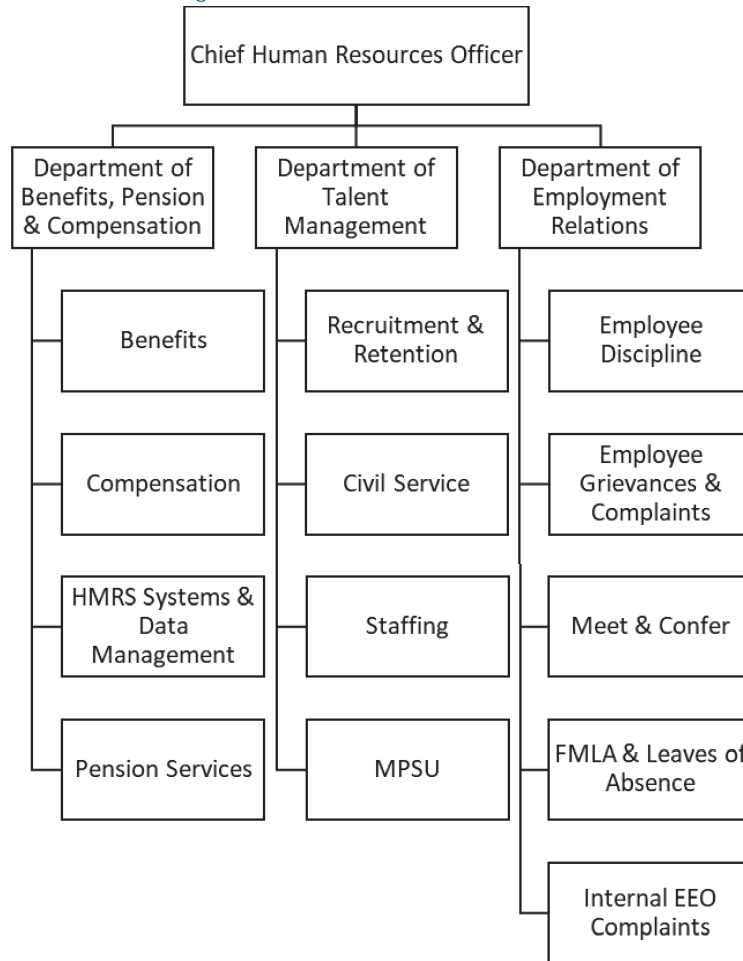 Chief Human Resources Officer
Department of
Benefits, Pension
& Compensation
Department of
Talent
Management
Department of
Employment
Relations
Benefits
Compensation
HMRS Systems &
Data
Management
Pension Services
Recruitment &
Retention
Civil Service
Staffing
MPSU
Employee
Discipline
Employee
Grievances &
Complaints
Meet & Confer
FMLA & Leaves of
Absence
Internal EEO
Complaints